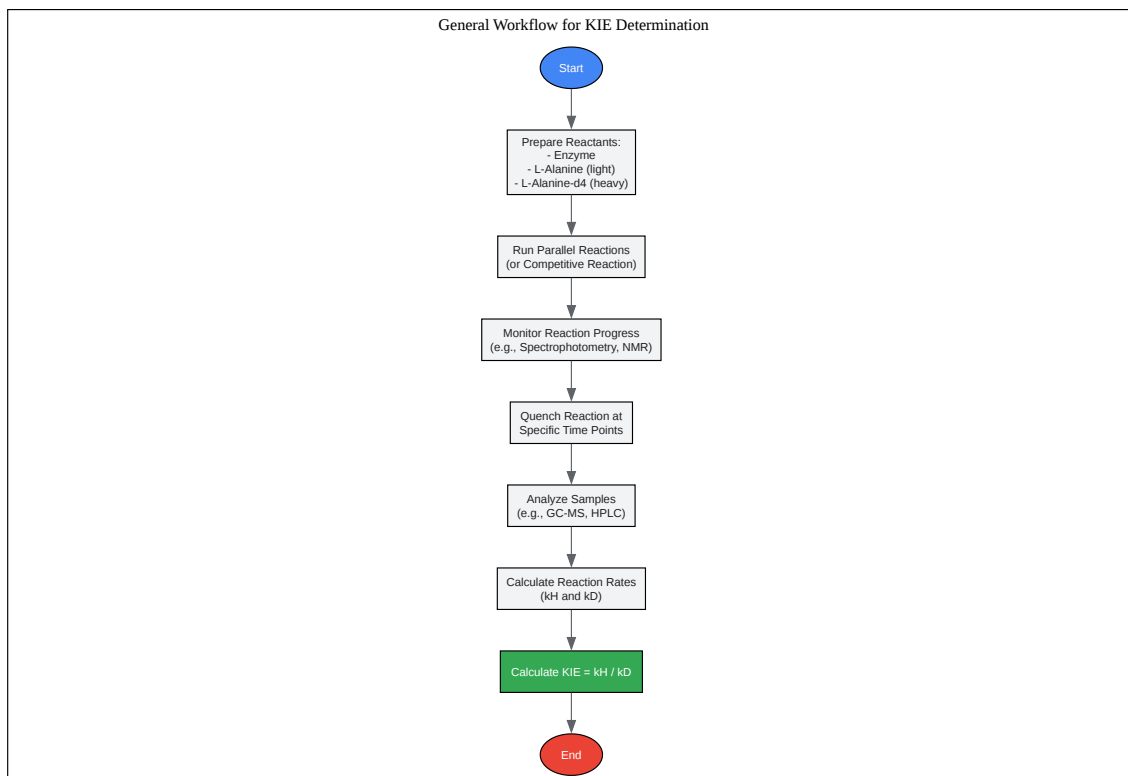 General Workflow for KIE Determination
Start
Prepare Reactants:
- Enzyme
- L-Alanine (light)
- L-Alanine-d4 (heavy)
Run Parallel Reactions
(or Competitive Reaction)
Monitor Reaction Progress
(e.g., Spectrophotometry, NMR)
Quench Reaction at
Specific Time Points
Analyze Samples
(e.g., GC-MS, HPLC)
Calculate Reaction Rates
(kH and kD)
Calculate KIE = kH / kD
End